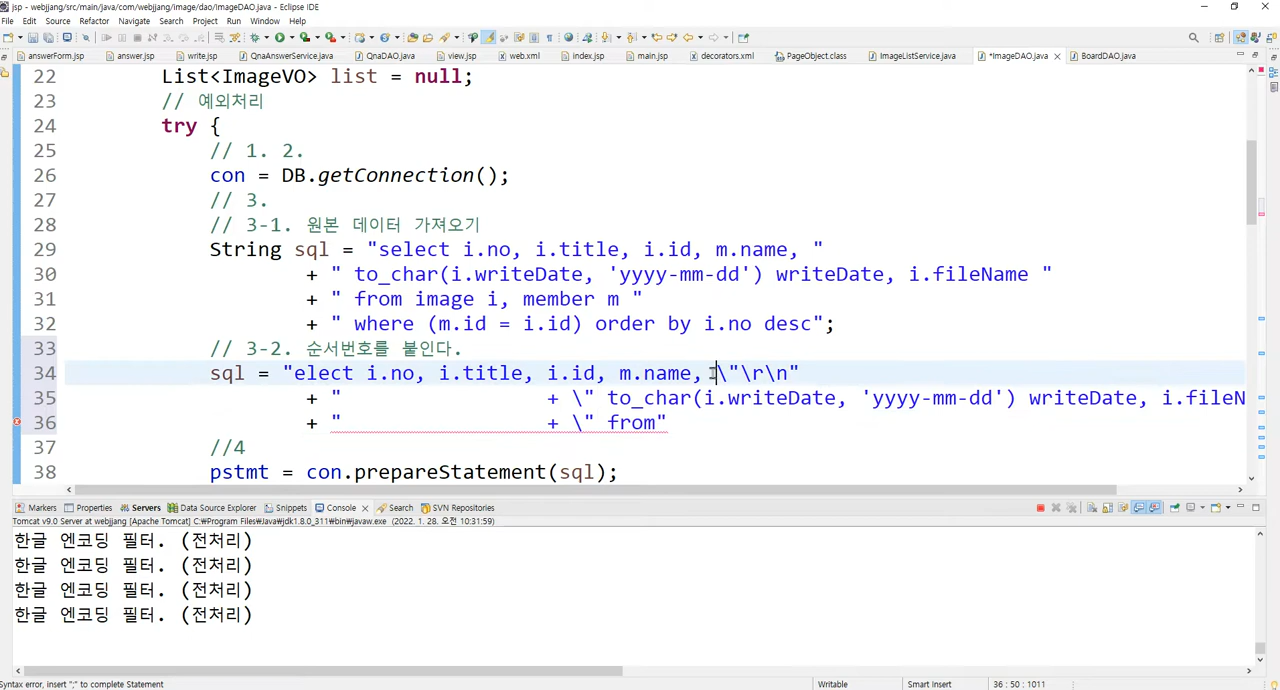 jsp - webjjang/src/main/java/com/webjjang/image/dao/ImageDAO.java - Eclipse IDE
File Edit Source Refactor Navigate Search Project Run Window Help
answerForm.jsp answer.jsp write.jsp QnaAnswerService.java QnaDAO.java view.jsp web.xml index.jsp main.jsp decorators.xml PageObject.class ImageListService.java *ImageDAO.java BoardDAO.java
22 List<ImageVO> list = null;
23 // 예외처리
24 try {
25 // 1. 2.
26 con = DB.getConnection();
27 // 3.
28 // 3-1. 원본 데이터 가져오기
29 String sql = "select i.no, i.title, i.id, m.name, "
30 + " to_char(i.writeDate, 'yyyy-mm-dd') writeDate, i.fileName "
31 + " from image i, member m "
32 + " where (m.id = i.id) order by i.no desc";
33 // 3-2. 순서번호를 붙인다.
34 sql = "elect i.no, i.title, i.id, m.name, \"\r\n"
35 + " + \" to_char(i.writeDate, 'yyyy-mm-dd') writeDate, i.fileN
36 + " + \" from"
37 //4
38 pstmt = con.prepareStatement(sql);
Markers Properties Servers Data Source Explorer Snippets Console Search SVN Repositories
Tomcat v9.0 Server at webjjang [Apache Tomcat] C:₩Program Files₩Java₩jdk1.8.0_311₩bin₩javaw.exe (2022. 1. 28. 오전 10:31:59)
한글 엔코딩 필터. (전처리)
한글 엔코딩 필터. (전처리)
한글 엔코딩 필터. (전처리)
한글 엔코딩 필터. (전처리)
Syntax error, insert ";" to complete Statement Writable Smart Insert 36 : 50 : 1011